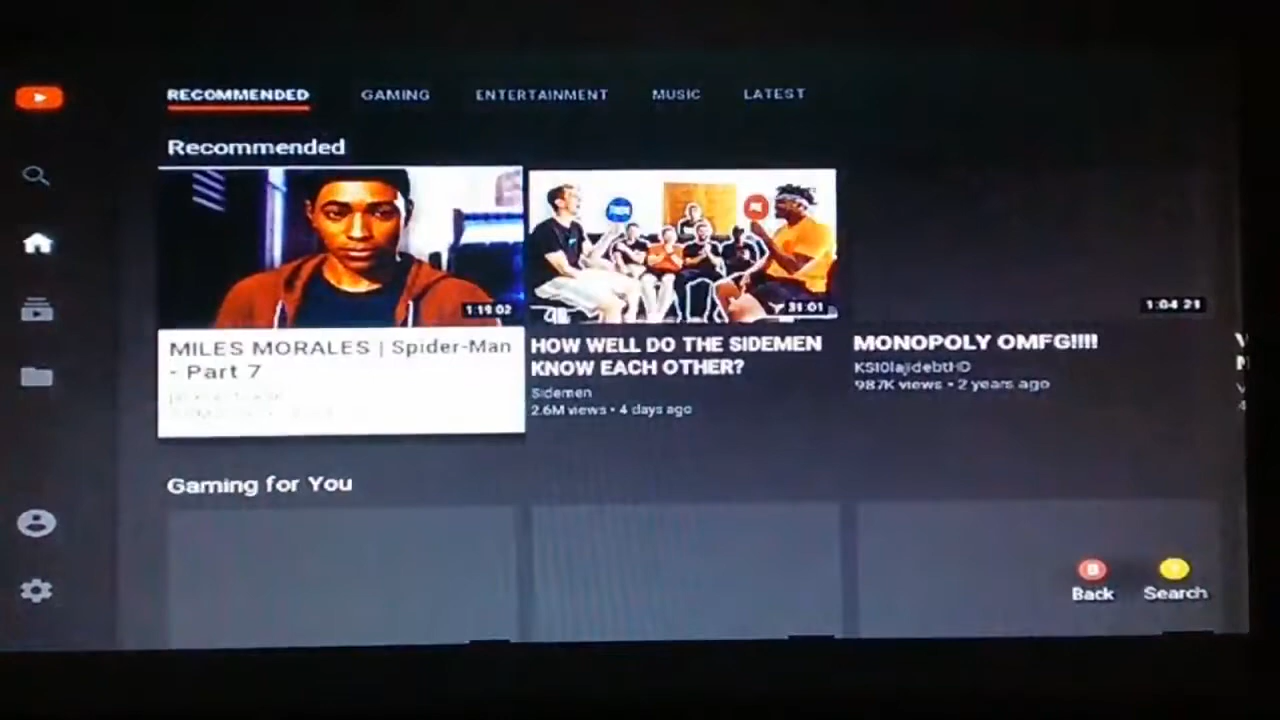 RECOMMENDED GAMING ENTERTAINMENT MUSIC LATEST
Recommended
1:19:02
31:01
1:04:21
MILES MORALES | Spider-Man
- Part 7
HOW WELL DO THE SIDEMEN
KNOW EACH OTHER?
Sidemen
2.6M views • 4 days ago
MONOPOLY OMFG!!!!
KSIOlajidebtHD
987K views • 2 years ago
Gaming for You
B
Y
Back
Search